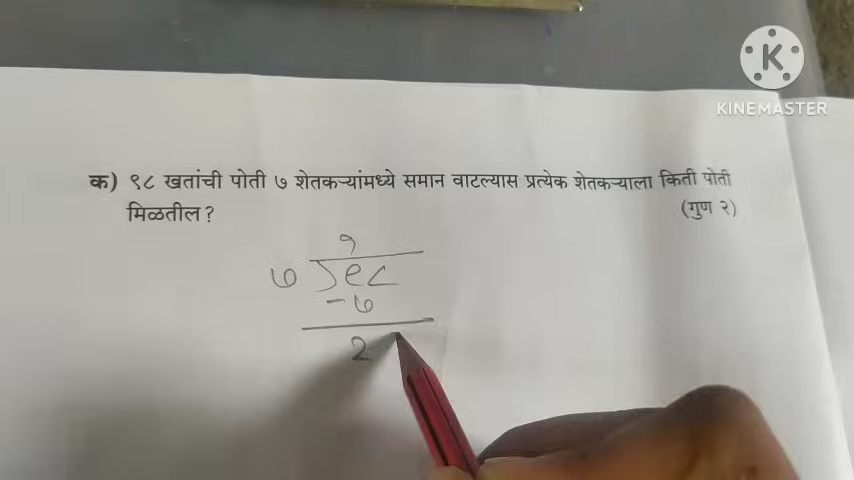 KINEMASTER
क) ९८ खतांची पोती ७ शेतकऱ्यांमध्ये समान वाटल्यास प्रत्येक शेतकऱ्याला किती पोती
मिळतील? (गुण २)
१
७ ९८
-७
२